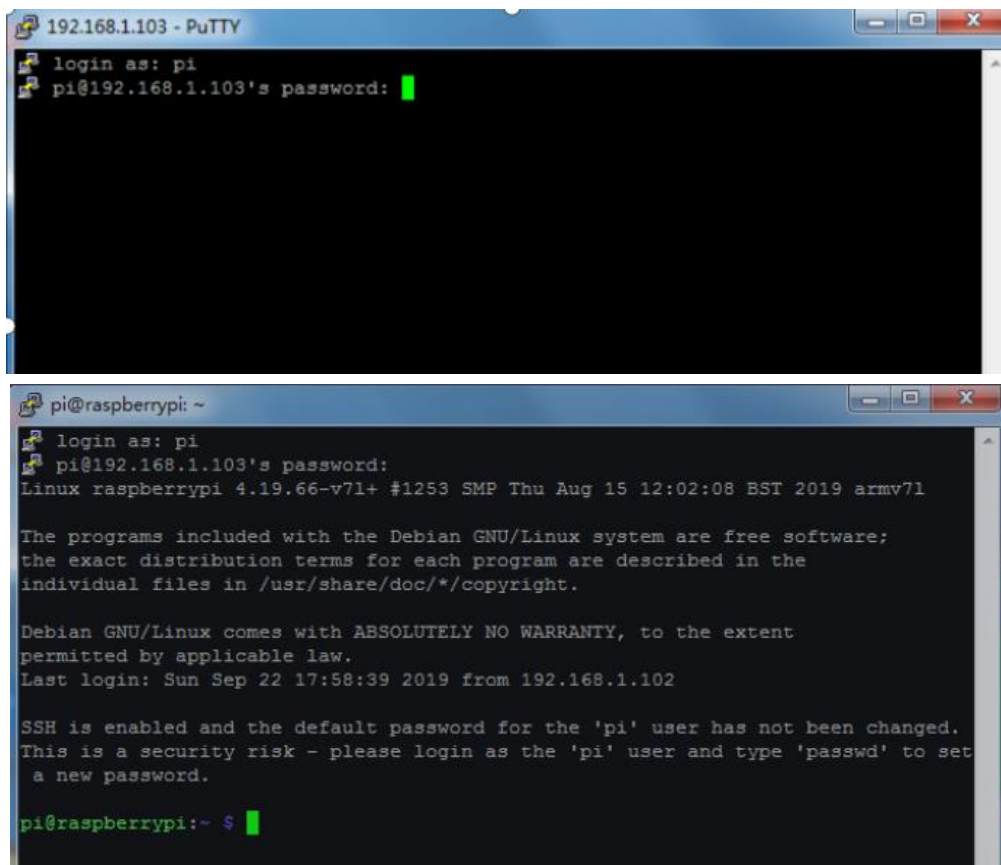 192.168.1.103 - PuTTY
login as: pi
pi@192.168.1.103's password:
pi@raspberrypi: ~
login as: pi
pi@192.168.1.103's password:
Linux raspberrypi 4.19.66-v7l+ #1253 SMP Thu Aug 15 12:02:08 BST 2019 armv7l
The programs included with the Debian GNU/Linux system are free software;
the exact distribution terms for each program are described in the
individual files in /usr/share/doc/*/copyright.
Debian GNU/Linux comes with ABSOLUTELY NO WARRANTY, to the extent
permitted by applicable law.
Last login: Sun Sep 22 17:58:39 2019 from 192.168.1.102
SSH is enabled and the default password for the 'pi' user has not been changed.
This is a security risk - please login as the 'pi' user and type 'passwd' to set
a new password.
pi@raspberrypi:~ $